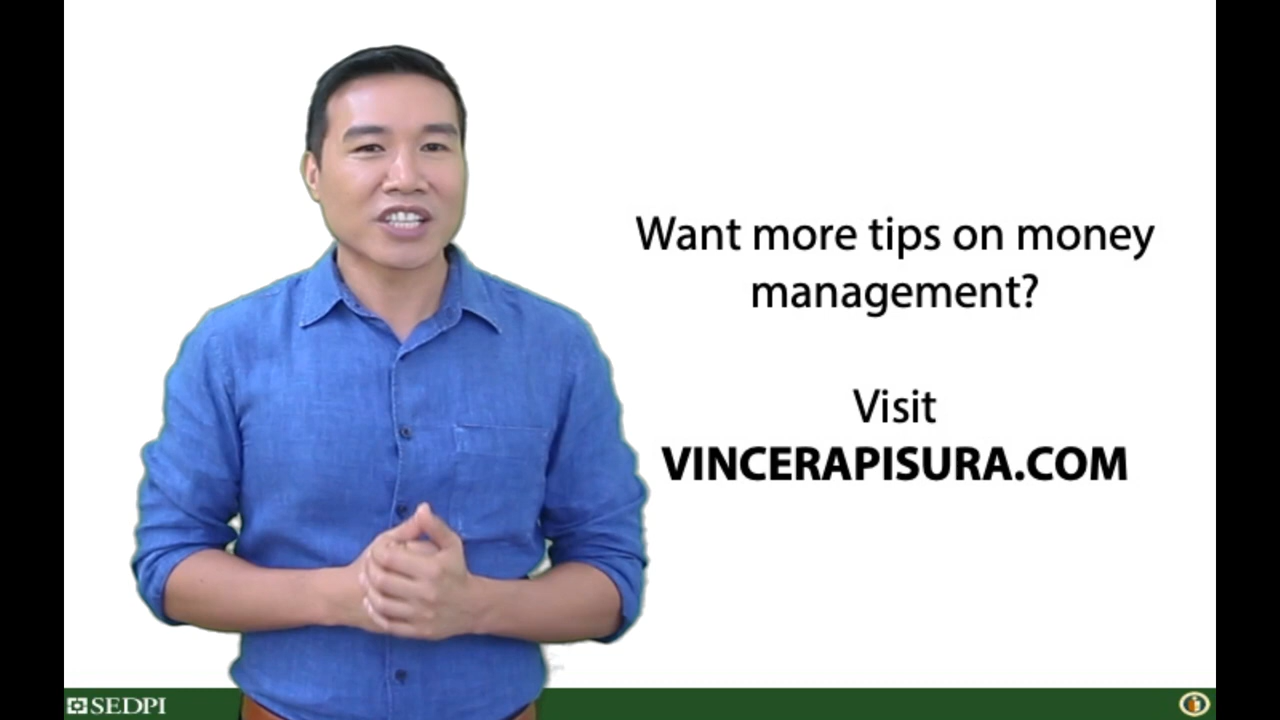 Want more tips on money
management?
Visit
VINCERAPISURA.COM
SEDPI